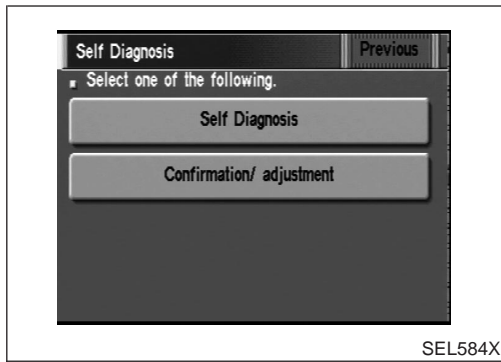 Self Diagnosis Previous
Select one of the following.
Self Diagnosis
Confirmation/ adjustment
SEL584X